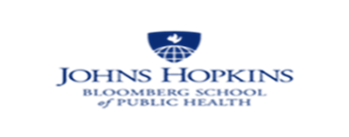 JOHNS HOPKINS
BLOOMBERG SCHOOL
of PUBLIC HEALTH